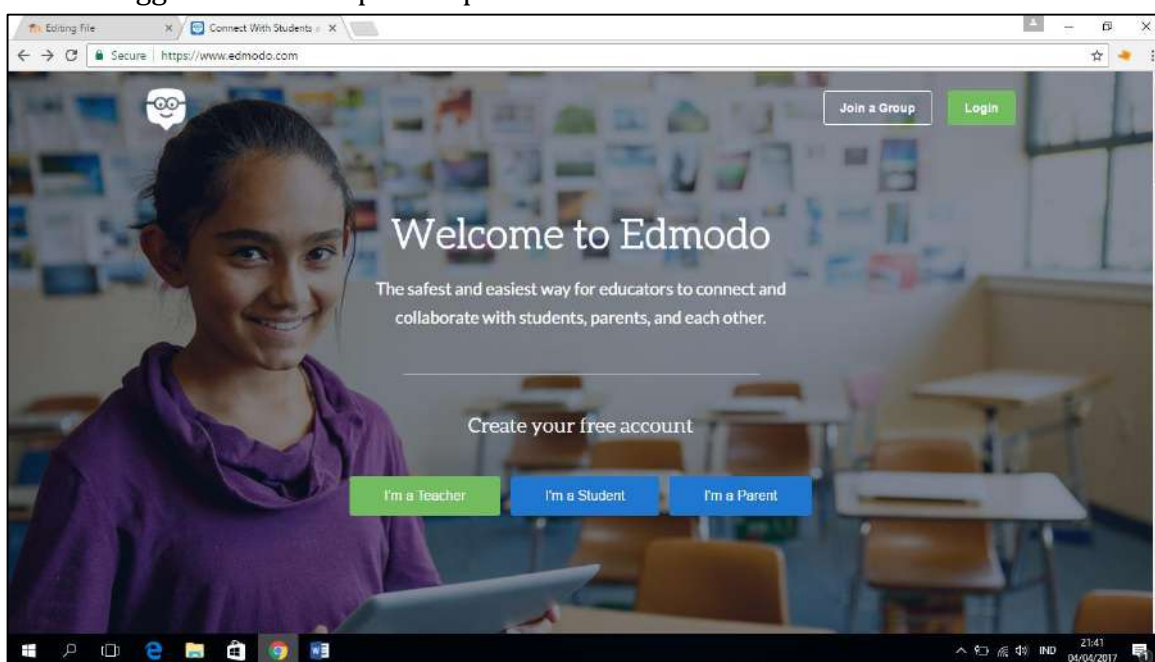 Editing File
Connect With Students
Secure https://www.edmodo.com
Join a Group
Login
Welcome to Edmodo
The safest and easiest way for educators to connect and
collaborate with students, parents, and each other.
Create your free account
I'm a Teacher
I'm a Student
I'm a Parent
IND
21:41
04/04/2017